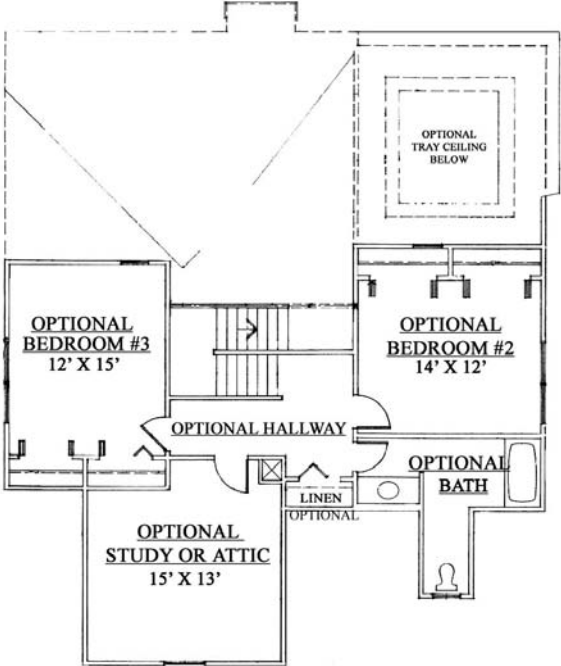 OPTIONAL
TRAY CEILING
BELOW
OPTIONAL
BEDROOM #3
12' X 15'
OPTIONAL
BEDROOM #2
14' X 12'
OPTIONAL HALLWAY
OPTIONAL
BATH
LINEN
OPTIONAL
OPTIONAL
STUDY OR ATTIC
15' X 13'